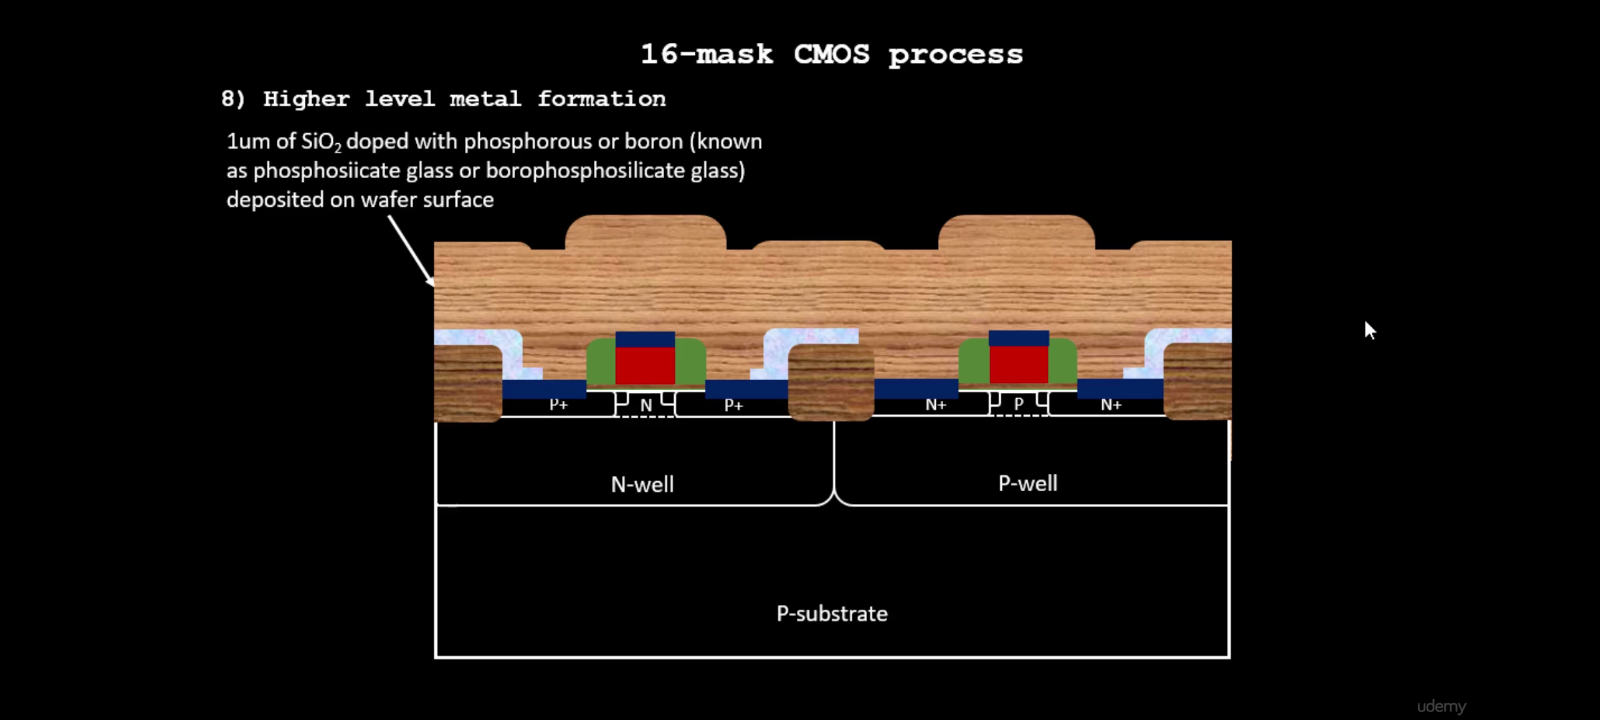 16-mask CMOS process
8) Higher level metal formation
1um of SiO₂ doped with phosphorous or boron (known
as phosphosiicate glass or borophosphosilicate glass)
deposited on wafer surface
P+ N P+ N+ P N+
N-well P-well
P-substrate
udemy